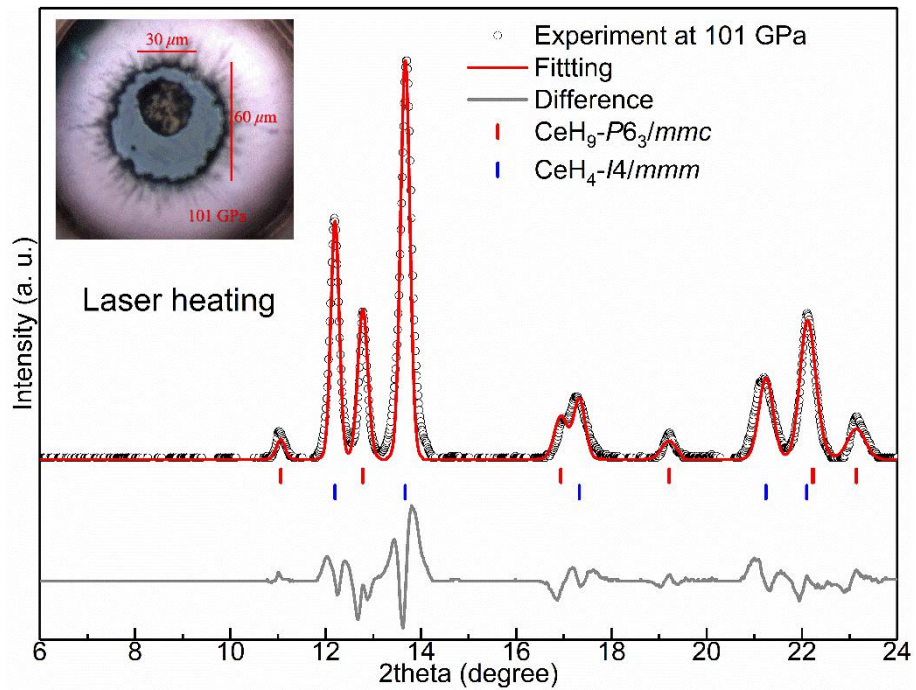 30 μm
60 μm
101 GPa
Experiment at 101 GPa
Fittting
Difference
CeH₉-P6₃/mmc
CeH₄-I4/mmm
Laser heating
Intensity (a. u.)
6 8 10 12 14 16 18 20 22 24
2theta (degree)